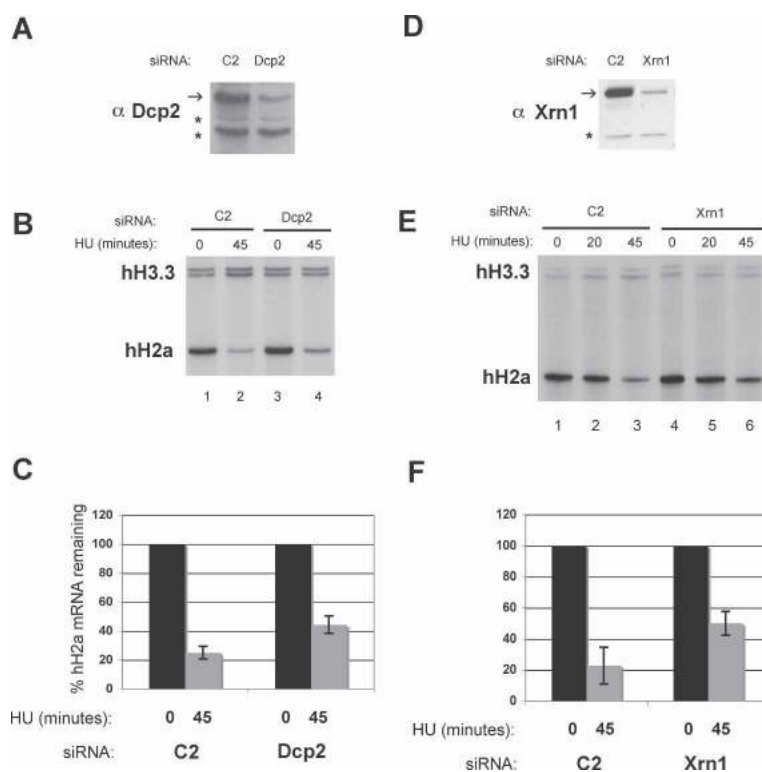 A
siRNA: C2 Dcp2
→
α Dcp2
*
*
B
siRNA: C2 Dcp2
HU (minutes): 0 45 0 45
hH3.3
hH2a
1 2 3 4
C
% hH2a mRNA remaining
120
100
80
60
40
20
0
HU (minutes): 0 45 0 45
siRNA: C2 Dcp2
D
siRNA: C2 Xrn1
→
α Xrn1
*
E
siRNA: C2 Xrn1
HU (minutes): 0 20 45 0 20 45
hH3.3
hH2a
1 2 3 4 5 6
F
120
100
80
60
40
20
0
HU (minutes): 0 45 0 45
siRNA: C2 Xrn1